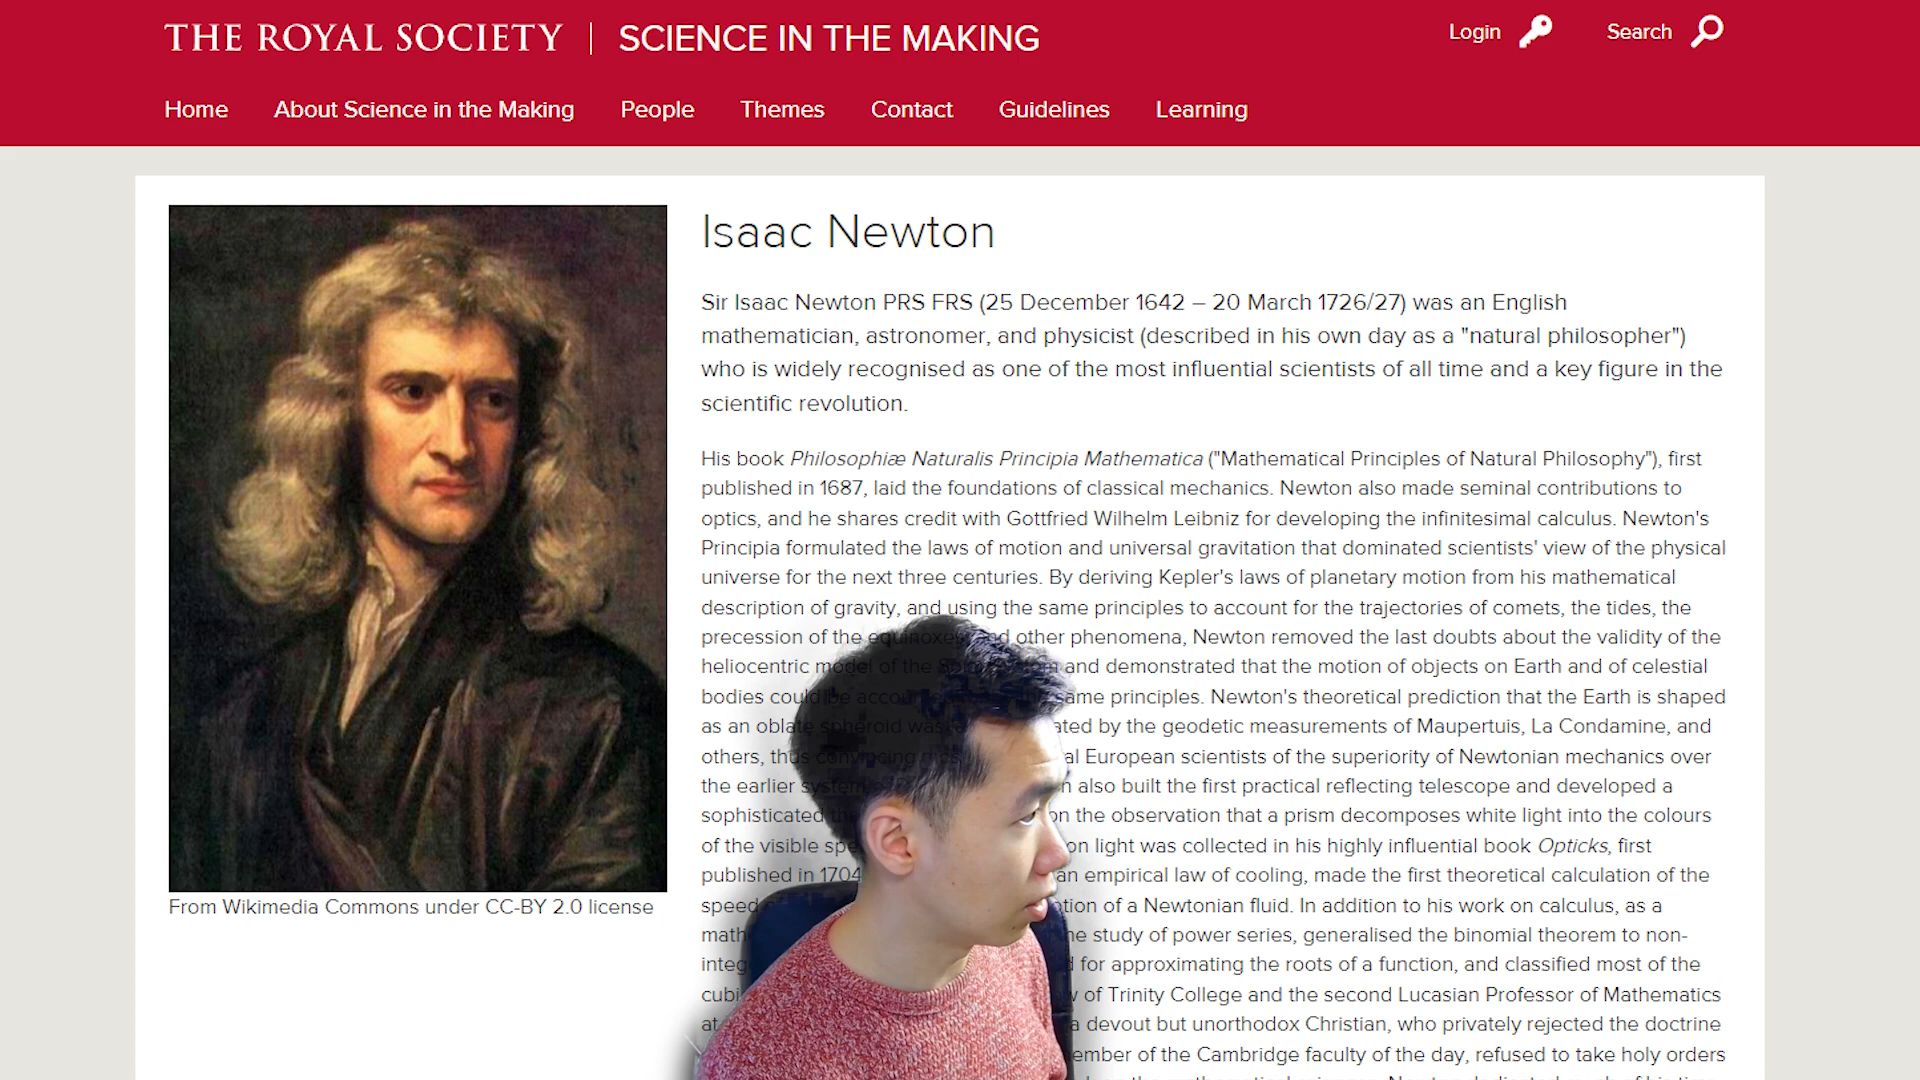 THE ROYAL SOCIETY | SCIENCE IN THE MAKING
Login
Search
Home About Science in the Making People Themes Contact Guidelines Learning
Isaac Newton
Sir Isaac Newton PRS FRS (25 December 1642 – 20 March 1726/27) was an English
mathematician, astronomer, and physicist (described in his own day as a "natural philosopher")
who is widely recognised as one of the most influential scientists of all time and a key figure in the
scientific revolution.
His book Philosophiæ Naturalis Principia Mathematica ("Mathematical Principles of Natural Philosophy"), first
published in 1687, laid the foundations of classical mechanics. Newton also made seminal contributions to
optics, and he shares credit with Gottfried Wilhelm Leibniz for developing the infinitesimal calculus. Newton's
Principia formulated the laws of motion and universal gravitation that dominated scientists' view of the physical
universe for the next three centuries. By deriving Kepler's laws of planetary motion from his mathematical
description of gravity, and using the same principles to account for the trajectories of comets, the tides, the
precession of the equinoxes, and other phenomena, Newton removed the last doubts about the validity of the
heliocentric model of the and demonstrated that the motion of objects on Earth and of celestial
bodies could be same principles. Newton's theoretical prediction that the Earth is shaped
as an oblate spheroid was by the geodetic measurements of Maupertuis, La Condamine, and
others, thus convincing European scientists of the superiority of Newtonian mechanics over
the earlier system also built the first practical reflecting telescope and developed a
sophisticated the observation that a prism decomposes white light into the colours
of the visible on light was collected in his highly influential book Opticks, first
published in 1704 an empirical law of cooling, made the first theoretical calculation of the
speed of a Newtonian fluid. In addition to his work on calculus, as a
study of power series, generalised the binomial theorem to non-
for approximating the roots of a function, and classified most of the
of Trinity College and the second Lucasian Professor of Mathematics
at a devout but unorthodox Christian, who privately rejected the doctrine
of the Cambridge faculty of the day, refused to take holy orders
From Wikimedia Commons under CC-BY 2.0 license